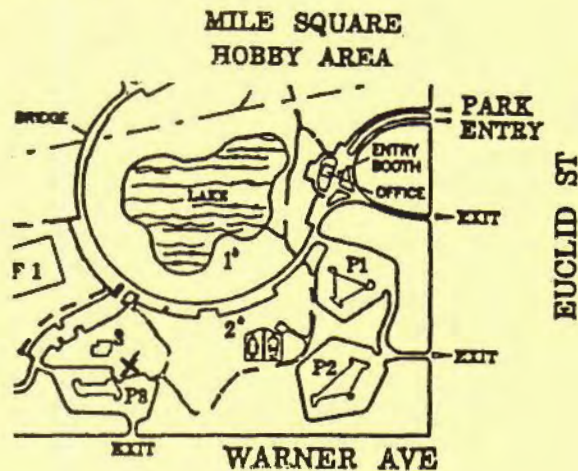 MILE SQUARE
HOBBY AREA
BRIDGE
PARK
ENTRY
ENTRY
BOOTH
OFFICE
LAKE
EXIT
EUCLID ST
F 1
1
P1
2
3
EXIT
P2
P8
EXIT
WARNER AVE